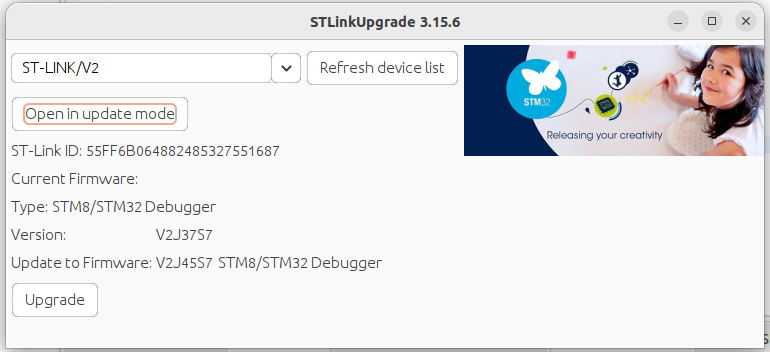 STLinkUpgrade 3.15.6
ST-LINK/V2
Refresh device list
Open in update mode
STM32
Releasing your creativity
ST-Link ID: 55FF6B064882485327551687
Current Firmware:
Type: STM8/STM32 Debugger
Version: V2J37S7
Update to Firmware: V2J45S7 STM8/STM32 Debugger
Upgrade